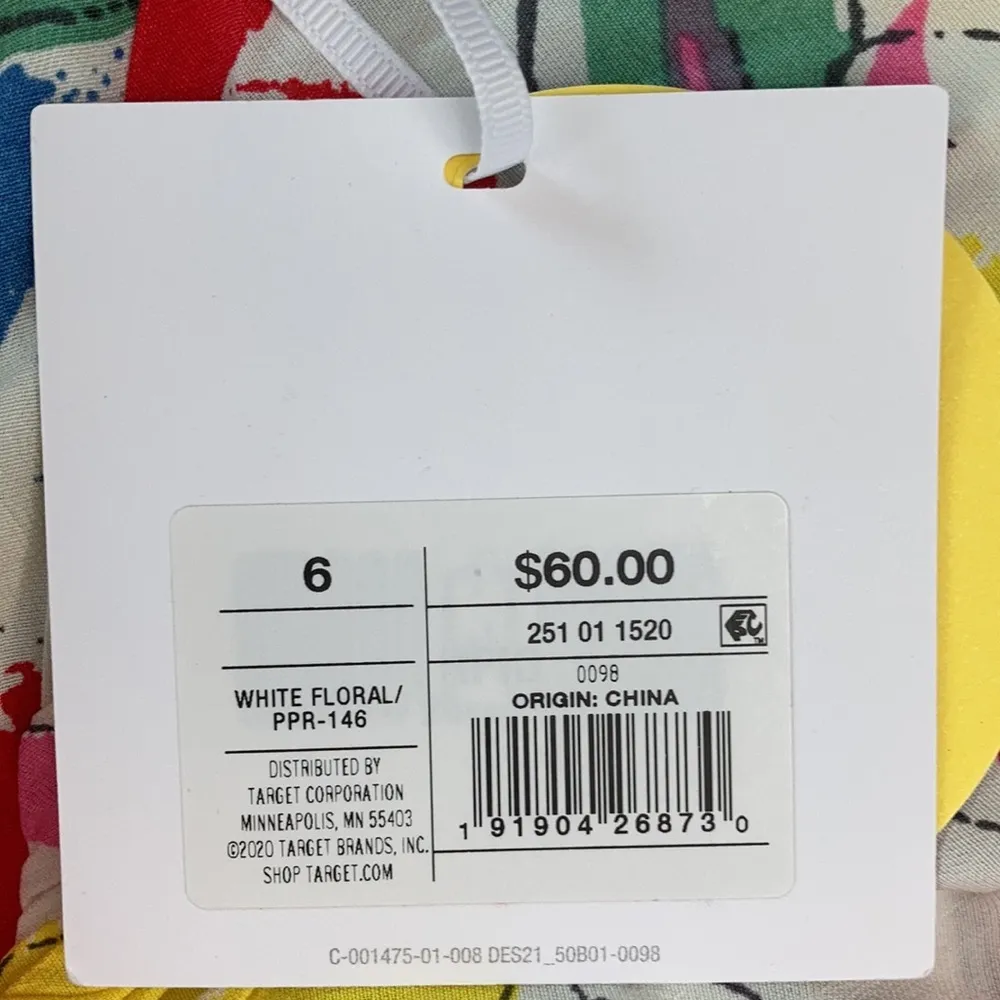 6
$60.00
251 01 1520
0098
ORIGIN: CHINA
WHITE FLORAL/
PPR-146
DISTRIBUTED BY
TARGET CORPORATION
MINNEAPOLIS, MN 55403
©2020 TARGET BRANDS, INC.
SHOP TARGET.COM
1 91904 26873 0
C-001475-01-008 DES21_50B01-0098